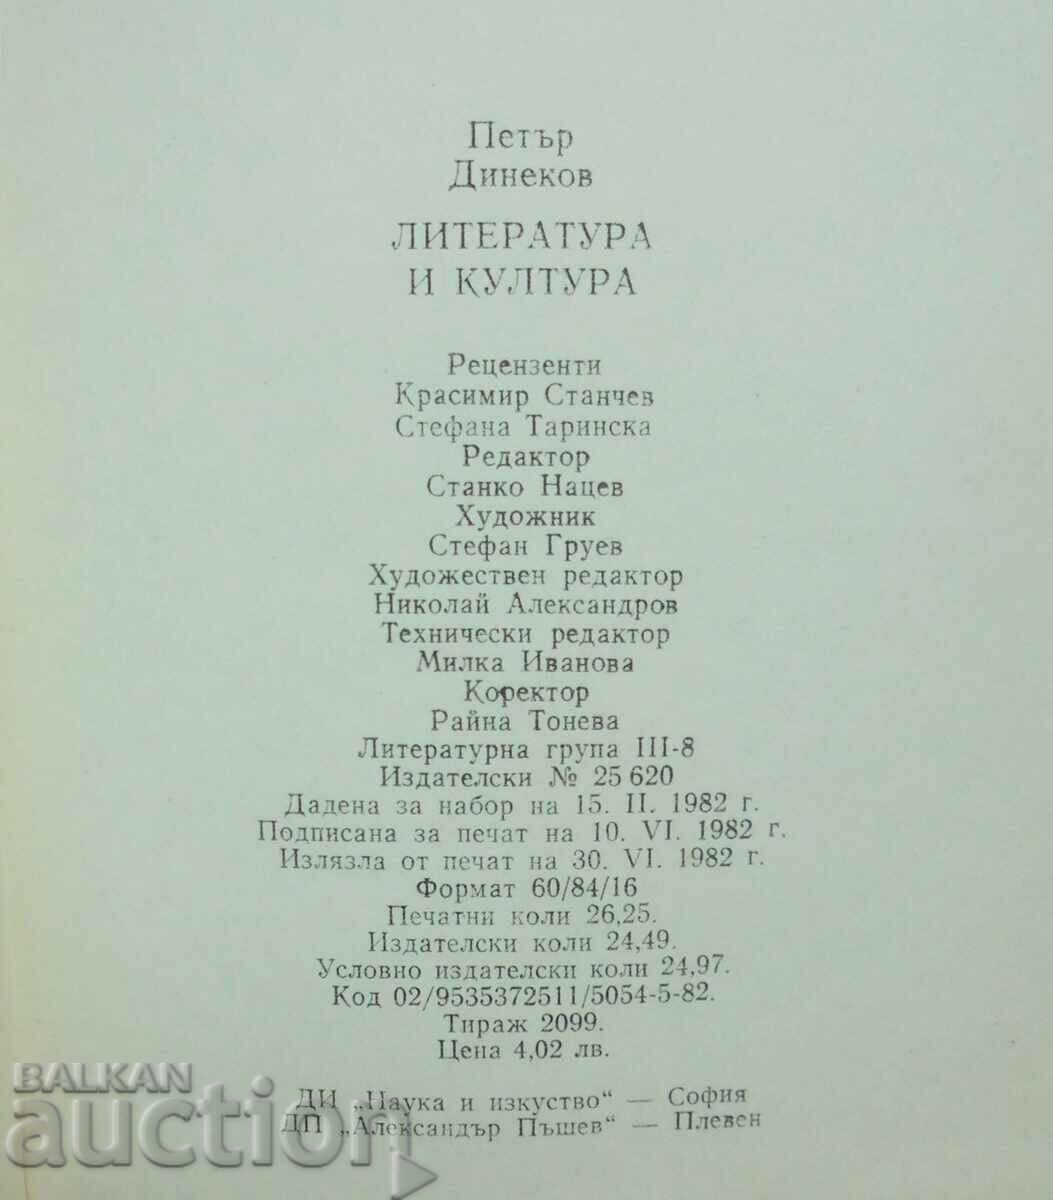 Петър
Динеков
ЛИТЕРАТУРА
И КУЛТУРА
Рецензенти
Красимир Станчев
Стефана Таринска
Редактор
Станко Нацев
Художник
Стефан Груев
Художествен редактор
Николай Александров
Технически редактор
Милка Иванова
Коректор
Райна Тонева
Литературна група III-8
Издателски № 25 620
Дадена за набор на 15. II. 1982 г.
Подписана за печат на 10. VI. 1982 г.
Излязла от печат на 30. VI. 1982 г.
Формат 60/84/16
Печатни коли 26,25.
Издателски коли 24,49.
Условно издателски коли 24,97.
Код 02/9535372511/5054-5-82.
Тираж 2099.
Цена 4,02 лв.
ДИ „Наука и изкуство“ — София
ДП „Александър Пъшев“ — Плевен
BALKAN
auction